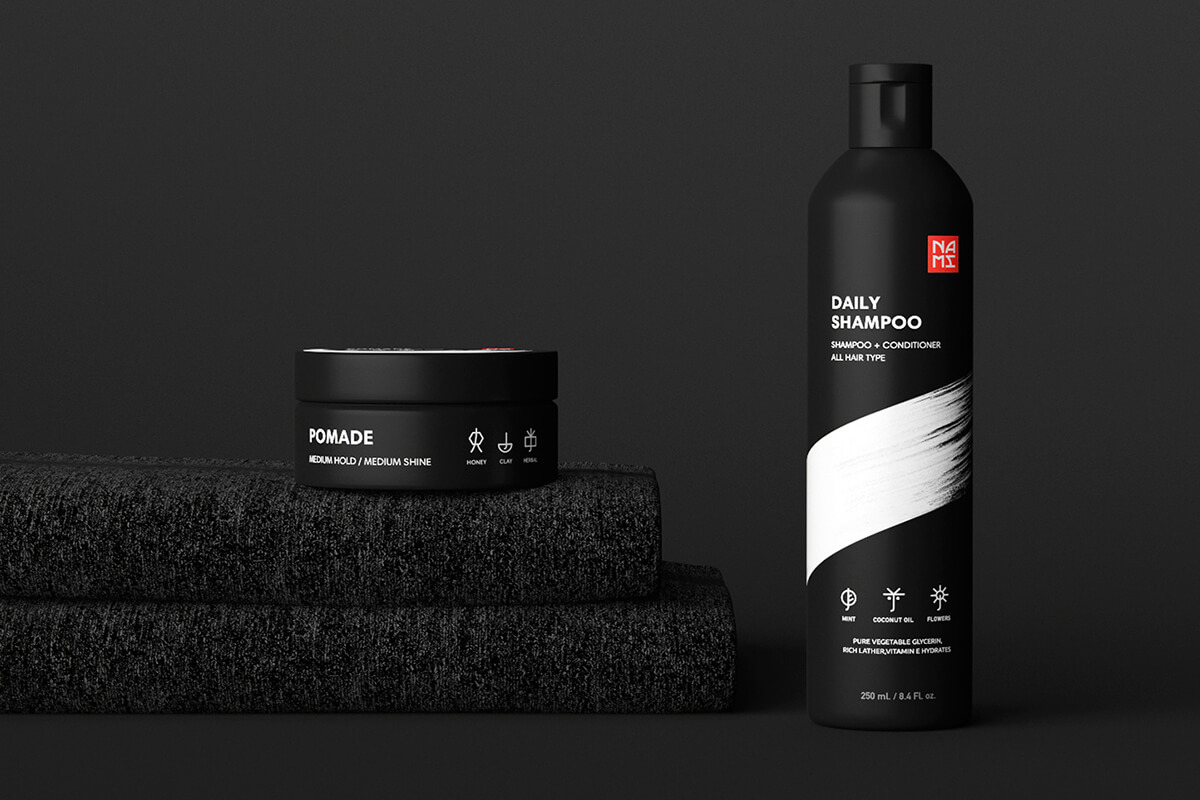 POMADE
MEDIUM HOLD / MEDIUM SHINE
HONEY
CLAY
HERBAL
NA
MI
DAILY
SHAMPOO
SHAMPOO + CONDITIONER
ALL HAIR TYPE
MINT
COCONUT OIL
FLOWERS
PURE VEGETABLE GLYCERIN,
RICH LATHER,VITAMIN E HYDRATES
250 ml. / 8.4 FL oz.